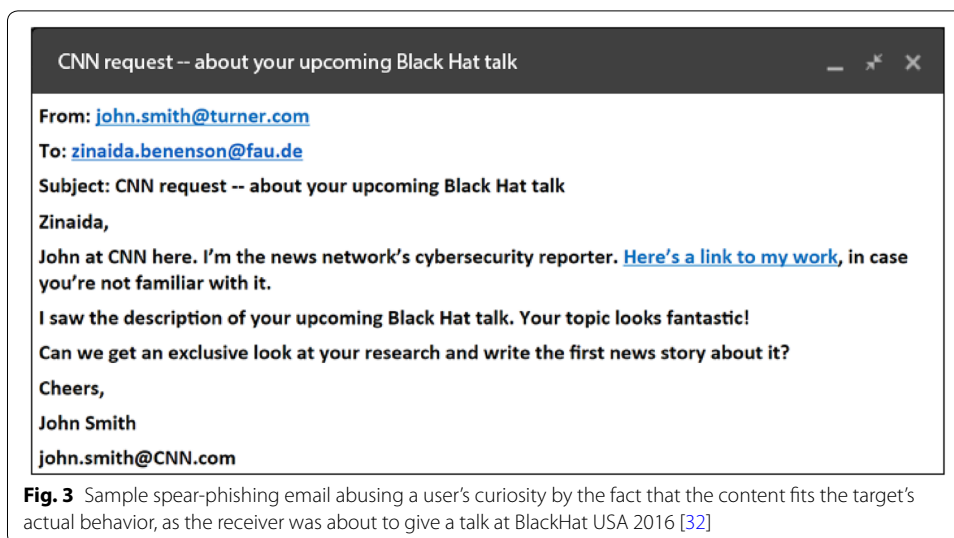 CNN request -- about your upcoming Black Hat talk
From: john.smith@turner.com
To: zinaida.benenson@fau.de
Subject: CNN request -- about your upcoming Black Hat talk
Zinaida,
John at CNN here. I'm the news network's cybersecurity reporter. Here's a link to my work, in case
you're not familiar with it.
I saw the description of your upcoming Black Hat talk. Your topic looks fantastic!
Can we get an exclusive look at your research and write the first news story about it?
Cheers,
John Smith
john.smith@CNN.com
Fig. 3 Sample spear-phishing email abusing a user's curiosity by the fact that the content fits the target's
actual behavior, as the receiver was about to give a talk at BlackHat USA 2016 [32]